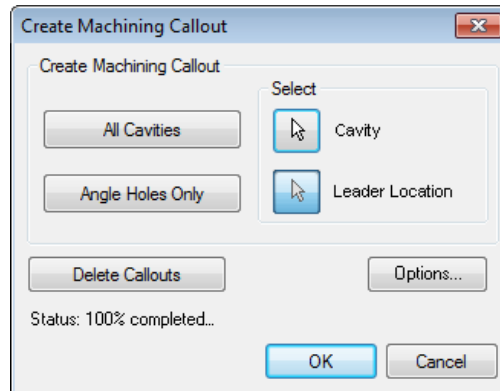 Create Machining Callout
Create Machining Callout
Select
All Cavities
Cavity
Angle Holes Only
Leader Location
Delete Callouts
Options...
Status: 100% completed...
OK
Cancel